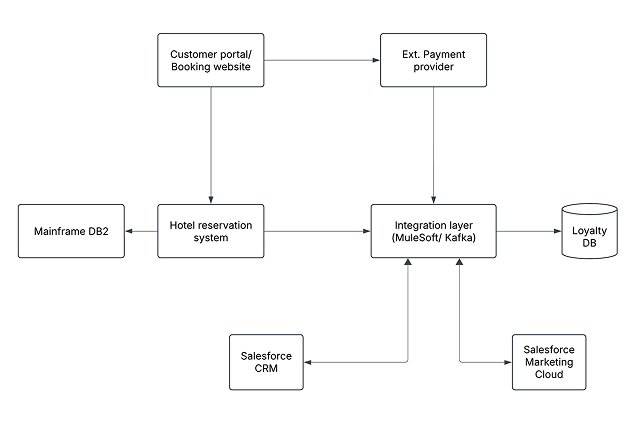 Customer portal/
Booking website
Ext. Payment
provider
Mainframe DB2
Hotel reservation
system
Integration layer
(MuleSoft/ Kafka)
Loyalty
DB
Salesforce
CRM
Salesforce
Marketing
Cloud